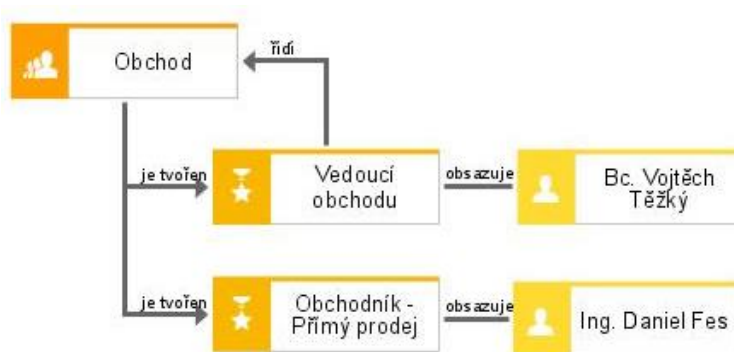 řídí
Obchod
je tvořen
Vedoucí
obchodu
obsazuje
Bc. Vojtěch
Těžký
je tvořen
Obchodník -
Přímý prodej
obsazuje
Ing. Daniel Fes